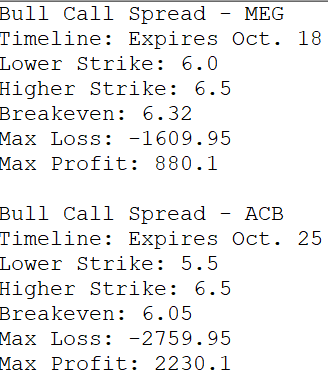 Bull Call Spread - MEG
Timeline: Expires Oct. 18
Lower Strike: 6.0
Higher Strike: 6.5
Breakeven: 6.32
Max Loss: -1609.95
Max Profit: 880.1
Bull Call Spread - ACB
Timeline: Expires Oct. 25
Lower Strike: 5.5
Higher Strike: 6.5
Breakeven: 6.05
Max Loss: -2759.95
Max Profit: 2230.1